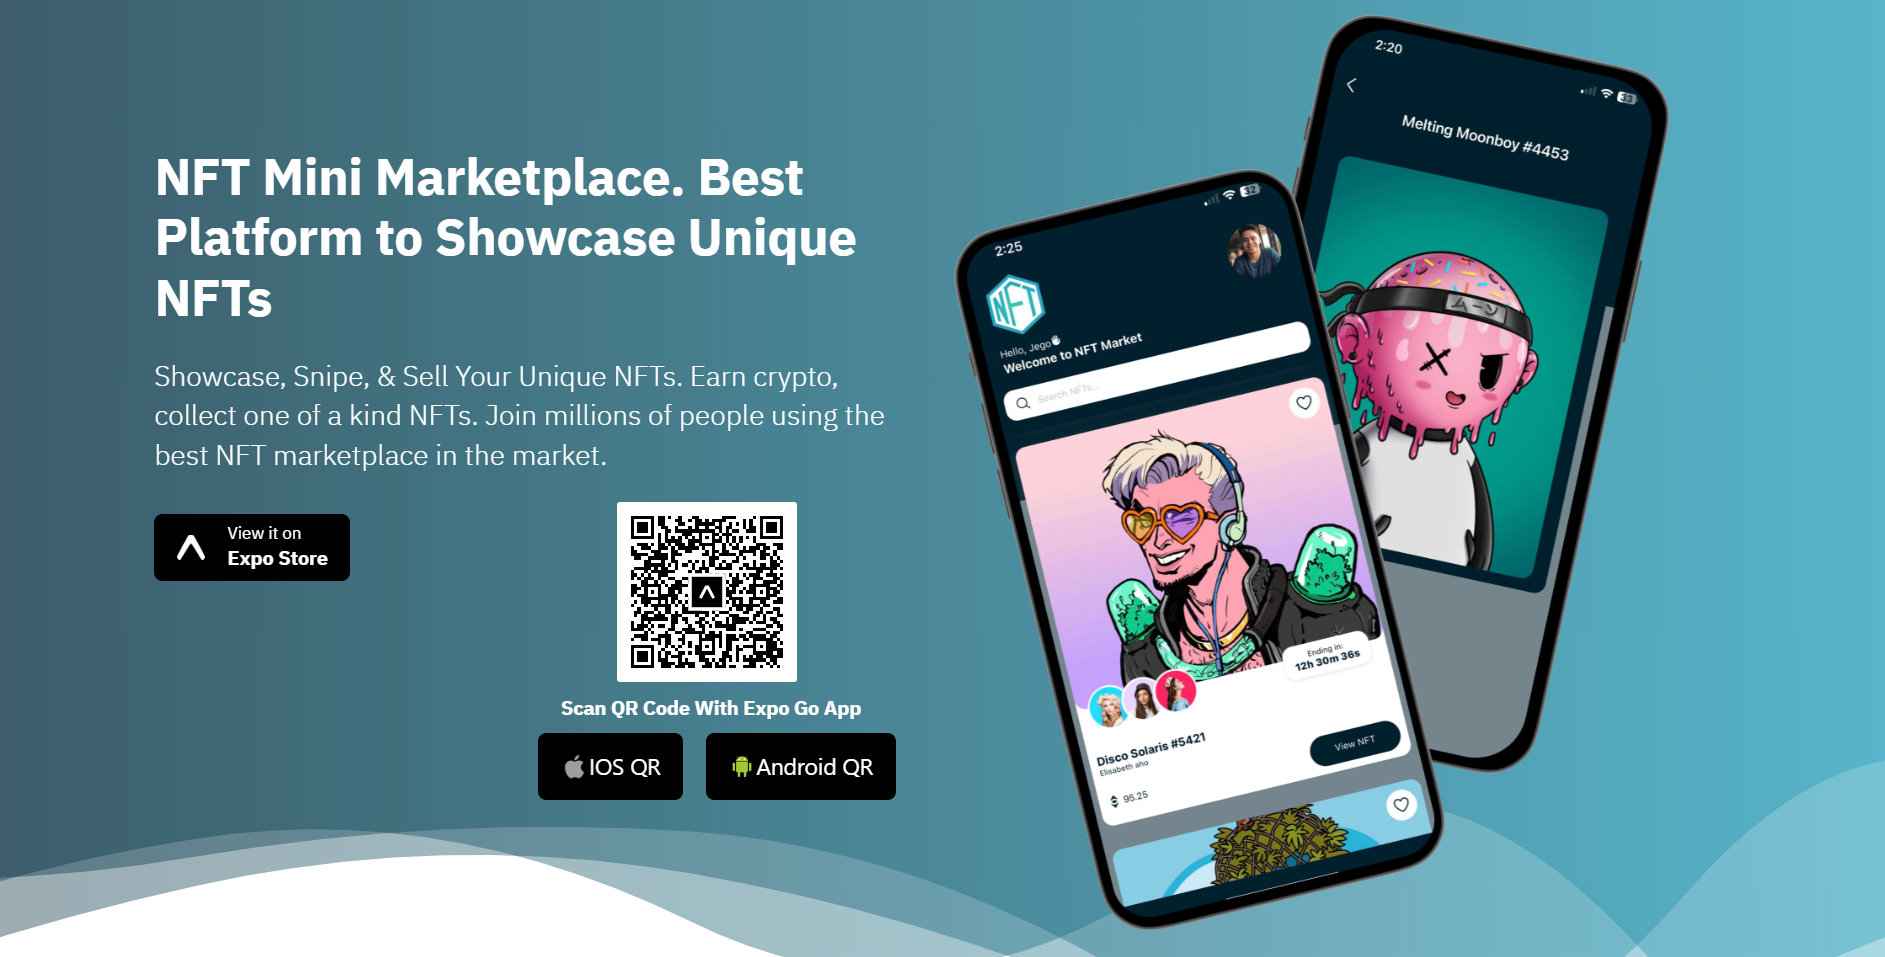 NFT Mini Marketplace. Best
Platform to Showcase Unique
NFTs
Showcase, Snipe, & Sell Your Unique NFTs. Earn crypto,
collect one of a kind NFTs. Join millions of people using the
best NFT marketplace in the market.
View it on
Expo Store
Scan QR Code With Expo Go App
IOS QR
Android QR
2:25
32
NFT
Hello, Jego
Welcome to NFT Market
Search NFTs...
Ending in:
12h 30m 36s
Disco Solaris #5421
Elisabeth aho
95.25
View NFT
2:20
33
Melting Moonboy #4453